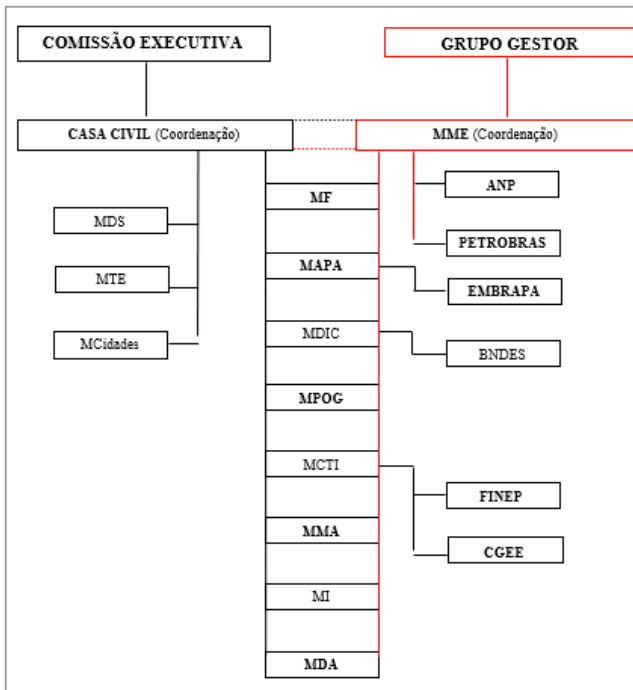 COMISSÃO EXECUTIVA
GRUPO GESTOR
CASA CIVIL (Coordenação)
MME (Coordenação)
MF
ANP
MDS
PETROBRAS
MAPA
MTE
EMBRAPA
MDIC
MCidades
BNDES
MPOG
MCTI
FINEP
MMA
CGEE
MI
MDA